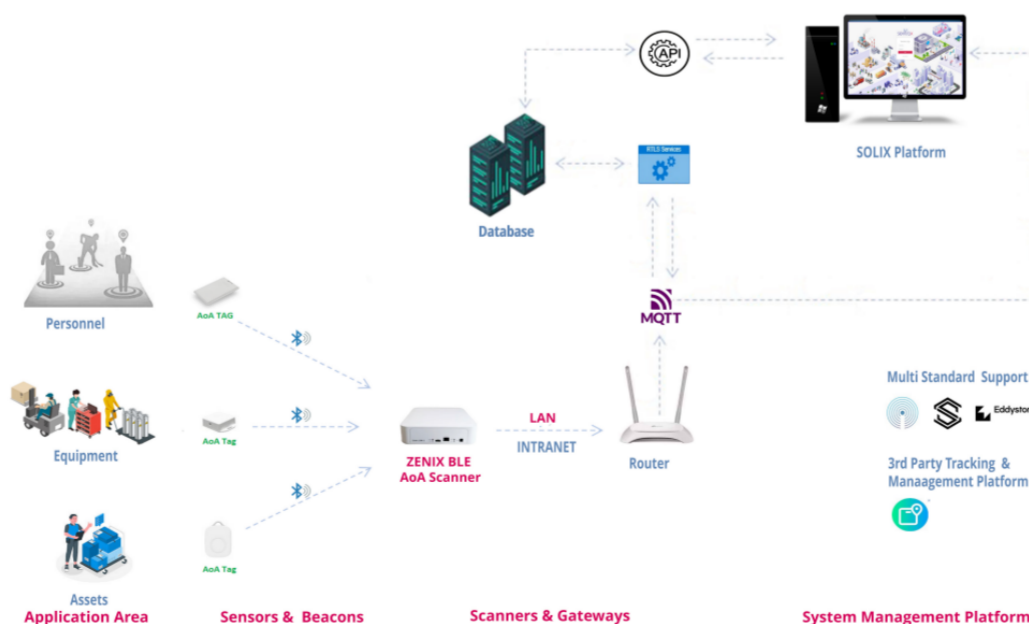 API
SOLIX Platform
RTLS Services
Database
Personnel
AoA TAG
MQTT
Multi Standard Support
Eddyston
Equipment
AoA Tag
ZENIX BLE
AoA Scanner
LAN
INTRANET
Router
3rd Party Tracking &
Manaagement Platform
Assets
AoA Tag
Application Area
Sensors & Beacons
Scanners & Gateways
System Management Platform